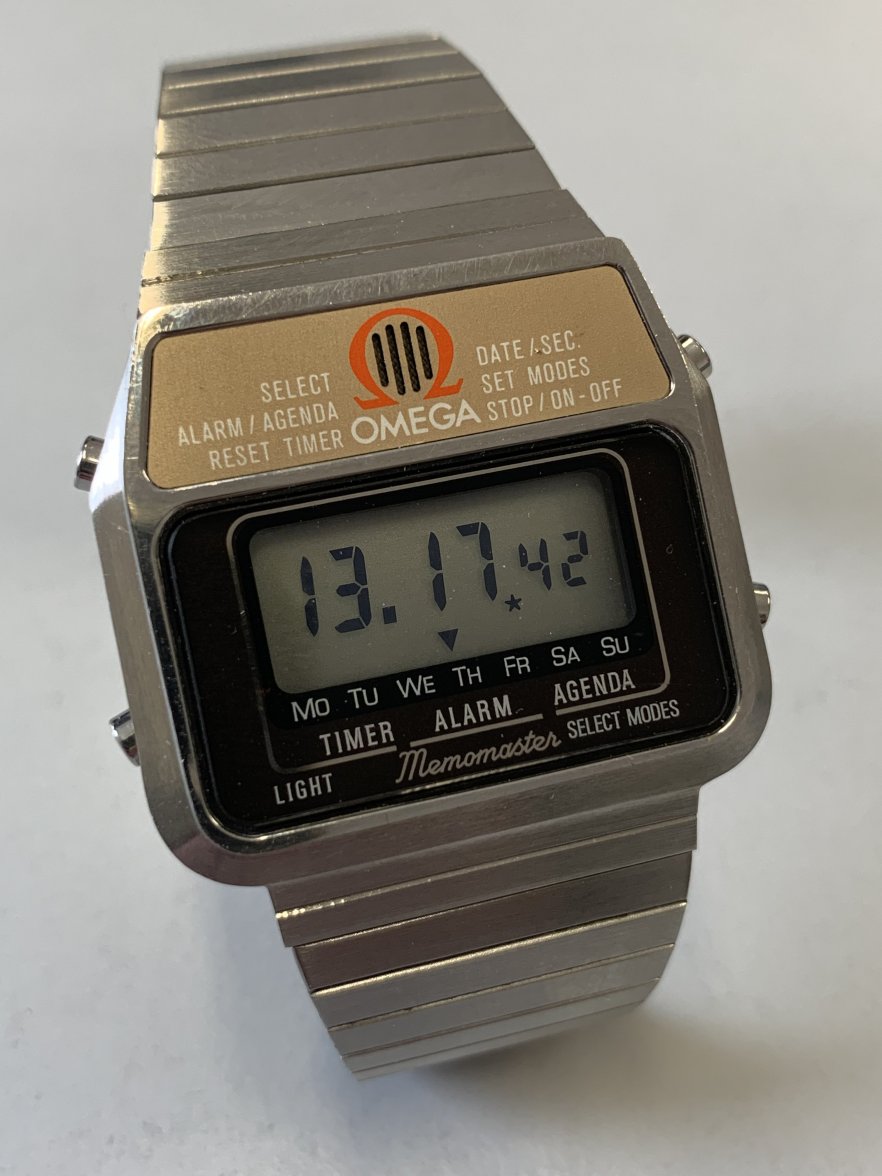 SELECT
ALARM/AGENDA
RESET TIMER
OMEGA
DATE/SEC.
SET MODES
STOP/ON-OFF
13.17 42
MO TU WE TH FR SA SU
TIMER ALARM AGENDA
LIGHT Memomaster SELECT MODES